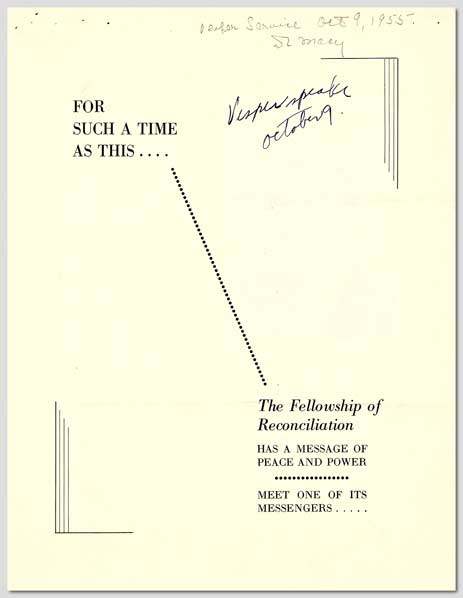 Vesper Service Oct 9, 1955.
St Mary
Vesper speaker
October 9.
FOR
SUCH A TIME
AS THIS . . . .
The Fellowship of
Reconciliation
HAS A MESSAGE OF
PEACE AND POWER
MEET ONE OF ITS
MESSENGERS . . . . .